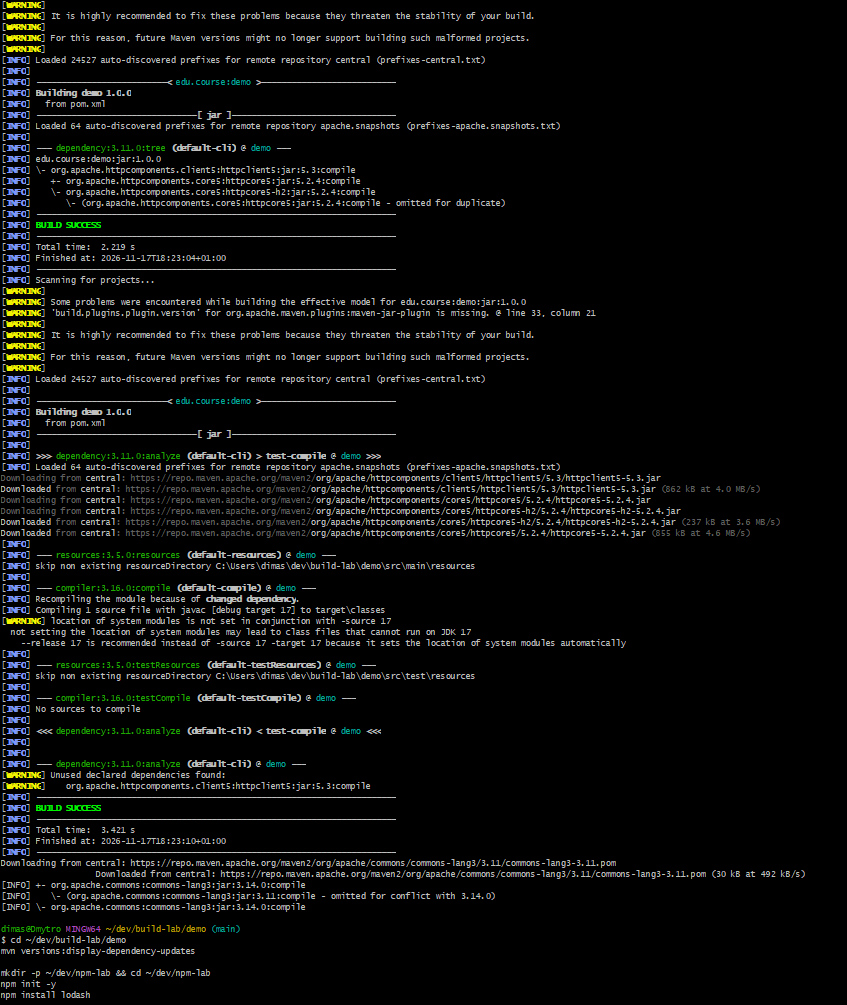 [WARNING]
[WARNING] It is highly recommended to fix these problems because they threaten the stability of your build.
[WARNING]
[WARNING] For this reason, future Maven versions might no longer support building such malformed projects.
[WARNING]
[INFO] Loaded 24527 auto-discovered prefixes for remote repository central (prefixes-central.txt)
[INFO]
[INFO] ---------------------------< edu.course:demo >---------------------------
[INFO] Building demo 1.0.0
[INFO]   from pom.xml
[INFO] --------------------------------[ jar ]---------------------------------
[INFO] Loaded 64 auto-discovered prefixes for remote repository apache.snapshots (prefixes-apache.snapshots.txt)
[INFO]
[INFO] --- dependency:3.11.0:tree (default-cli) @ demo ---
[INFO] edu.course:demo:jar:1.0.0
[INFO] \- org.apache.httpcomponents.client5:httpclient5:jar:5.3:compile
[INFO]    +- org.apache.httpcomponents.core5:httpcore5:jar:5.2.4:compile
[INFO]    \- org.apache.httpcomponents.core5:httpcore5-h2:jar:5.2.4:compile
[INFO]       \- (org.apache.httpcomponents.core5:httpcore5:jar:5.2.4:compile - omitted for duplicate)
[INFO] ------------------------------------------------------------------------
[INFO] BUILD SUCCESS
[INFO] ------------------------------------------------------------------------
[INFO] Total time:  2.219 s
[INFO] Finished at: 2026-11-17T18:23:04+01:00
[INFO] ------------------------------------------------------------------------
[INFO] Scanning for projects...
[WARNING]
[WARNING] Some problems were encountered while building the effective model for edu.course:demo:jar:1.0.0
[WARNING] 'build.plugins.plugin.version' for org.apache.maven.plugins:maven-jar-plugin is missing. @ line 33, column 21
[WARNING]
[WARNING] It is highly recommended to fix these problems because they threaten the stability of your build.
[WARNING]
[WARNING] For this reason, future Maven versions might no longer support building such malformed projects.
[WARNING]
[INFO] Loaded 24527 auto-discovered prefixes for remote repository central (prefixes-central.txt)
[INFO]
[INFO] ---------------------------< edu.course:demo >---------------------------
[INFO] Building demo 1.0.0
[INFO]   from pom.xml
[INFO] --------------------------------[ jar ]---------------------------------
[INFO]
[INFO] >>> dependency:3.11.0:analyze (default-cli) > test-compile @ demo >>>
[INFO] Loaded 64 auto-discovered prefixes for remote repository apache.snapshots (prefixes-apache.snapshots.txt)
Downloading from central: https://repo.maven.apache.org/maven2/org/apache/httpcomponents/client5/httpclient5/5.3/httpclient5-5.3.jar
Downloaded from central: https://repo.maven.apache.org/maven2/org/apache/httpcomponents/client5/httpclient5/5.3/httpclient5-5.3.jar (862 kB at 4.0 MB/s)
Downloading from central: https://repo.maven.apache.org/maven2/org/apache/httpcomponents/core5/httpcore5/5.2.4/httpcore5-5.2.4.jar
Downloading from central: https://repo.maven.apache.org/maven2/org/apache/httpcomponents/core5/httpcore5-h2/5.2.4/httpcore5-h2-5.2.4.jar
Downloaded from central: https://repo.maven.apache.org/maven2/org/apache/httpcomponents/core5/httpcore5-h2/5.2.4/httpcore5-h2-5.2.4.jar (237 kB at 3.6 MB/s)
Downloaded from central: https://repo.maven.apache.org/maven2/org/apache/httpcomponents/core5/httpcore5/5.2.4/httpcore5-5.2.4.jar (855 kB at 4.6 MB/s)
[INFO]
[INFO] --- resources:3.5.0:resources (default-resources) @ demo ---
[INFO] skip non existing resourceDirectory C:\Users\dimas\dev\build-lab\demo\src\main\resources
[INFO]
[INFO] --- compiler:3.16.0:compile (default-compile) @ demo ---
[INFO] Recompiling the module because of changed dependency.
[INFO] Compiling 1 source file with javac [debug target 17] to target\classes
[WARNING] location of system modules is not set in conjunction with -source 17
  not setting the location of system modules may lead to class files that cannot run on JDK 17
    --release 17 is recommended instead of -source 17 -target 17 because it sets the location of system modules automatically
[INFO]
[INFO] --- resources:3.5.0:testResources (default-testResources) @ demo ---
[INFO] skip non existing resourceDirectory C:\Users\dimas\dev\build-lab\demo\src\test\resources
[INFO]
[INFO] --- compiler:3.16.0:testCompile (default-testCompile) @ demo ---
[INFO] No sources to compile
[INFO]
[INFO] <<< dependency:3.11.0:analyze (default-cli) < test-compile @ demo <<<
[INFO]
[INFO]
[INFO] --- dependency:3.11.0:analyze (default-cli) @ demo ---
[WARNING] Unused declared dependencies found:
[WARNING]    org.apache.httpcomponents.client5:httpclient5:jar:5.3:compile
[INFO] ------------------------------------------------------------------------
[INFO] BUILD SUCCESS
[INFO] ------------------------------------------------------------------------
[INFO] Total time:  3.421 s
[INFO] Finished at: 2026-11-17T18:23:10+01:00
[INFO] ------------------------------------------------------------------------
Downloading from central: https://repo.maven.apache.org/maven2/org/apache/commons/commons-lang3/3.11/commons-lang3-3.11.pom
Downloaded from central: https://repo.maven.apache.org/maven2/org/apache/commons/commons-lang3/3.11/commons-lang3-3.11.pom (30 kB at 492 kB/s)
[INFO] +- org.apache.commons:commons-lang3:jar:3.14.0:compile
[INFO] |  \- (org.apache.commons:commons-lang3:jar:3.11:compile - omitted for conflict with 3.14.0)
[INFO] \- org.apache.commons:commons-lang3:jar:3.14.0:compile
dimas@Dmytro MINGW64 ~/dev/build-lab/demo (main)
$ cd ~/dev/build-lab/demo
mvn versions:display-dependency-updates
mkdir -p ~/dev/npm-lab && cd ~/dev/npm-lab
npm init -y
npm install lodash